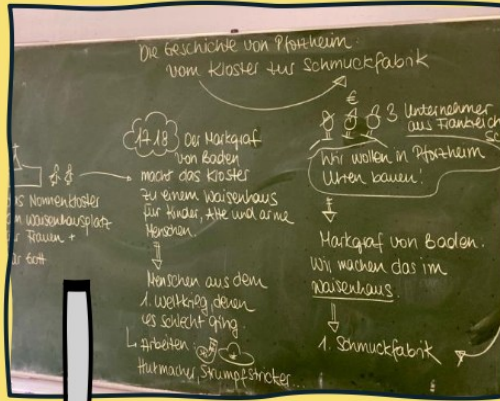 Die Geschichte von Pforzheim
vom Kloster zur Schmuckfabrik
Nonnenkloster
Waisenhausplatz
Frauen +
Gott
1718 Der Markgraf
von Baden
macht das Kloster
zu einem Waisenhaus
für Kinder, Alte und arme
Menschen.
Menschen aus dem
1. Weltkrieg denen
es schlecht ging.
Arbeiten:
Hutmacher, Strumpfstricker...
€
3 Unternehmer
aus Frankreich
Wir wollen in Pforzheim
Uhren bauen!
Markgraf von Baden:
Wir machen das im
Waisenhaus.
1. Schmuckfabrik